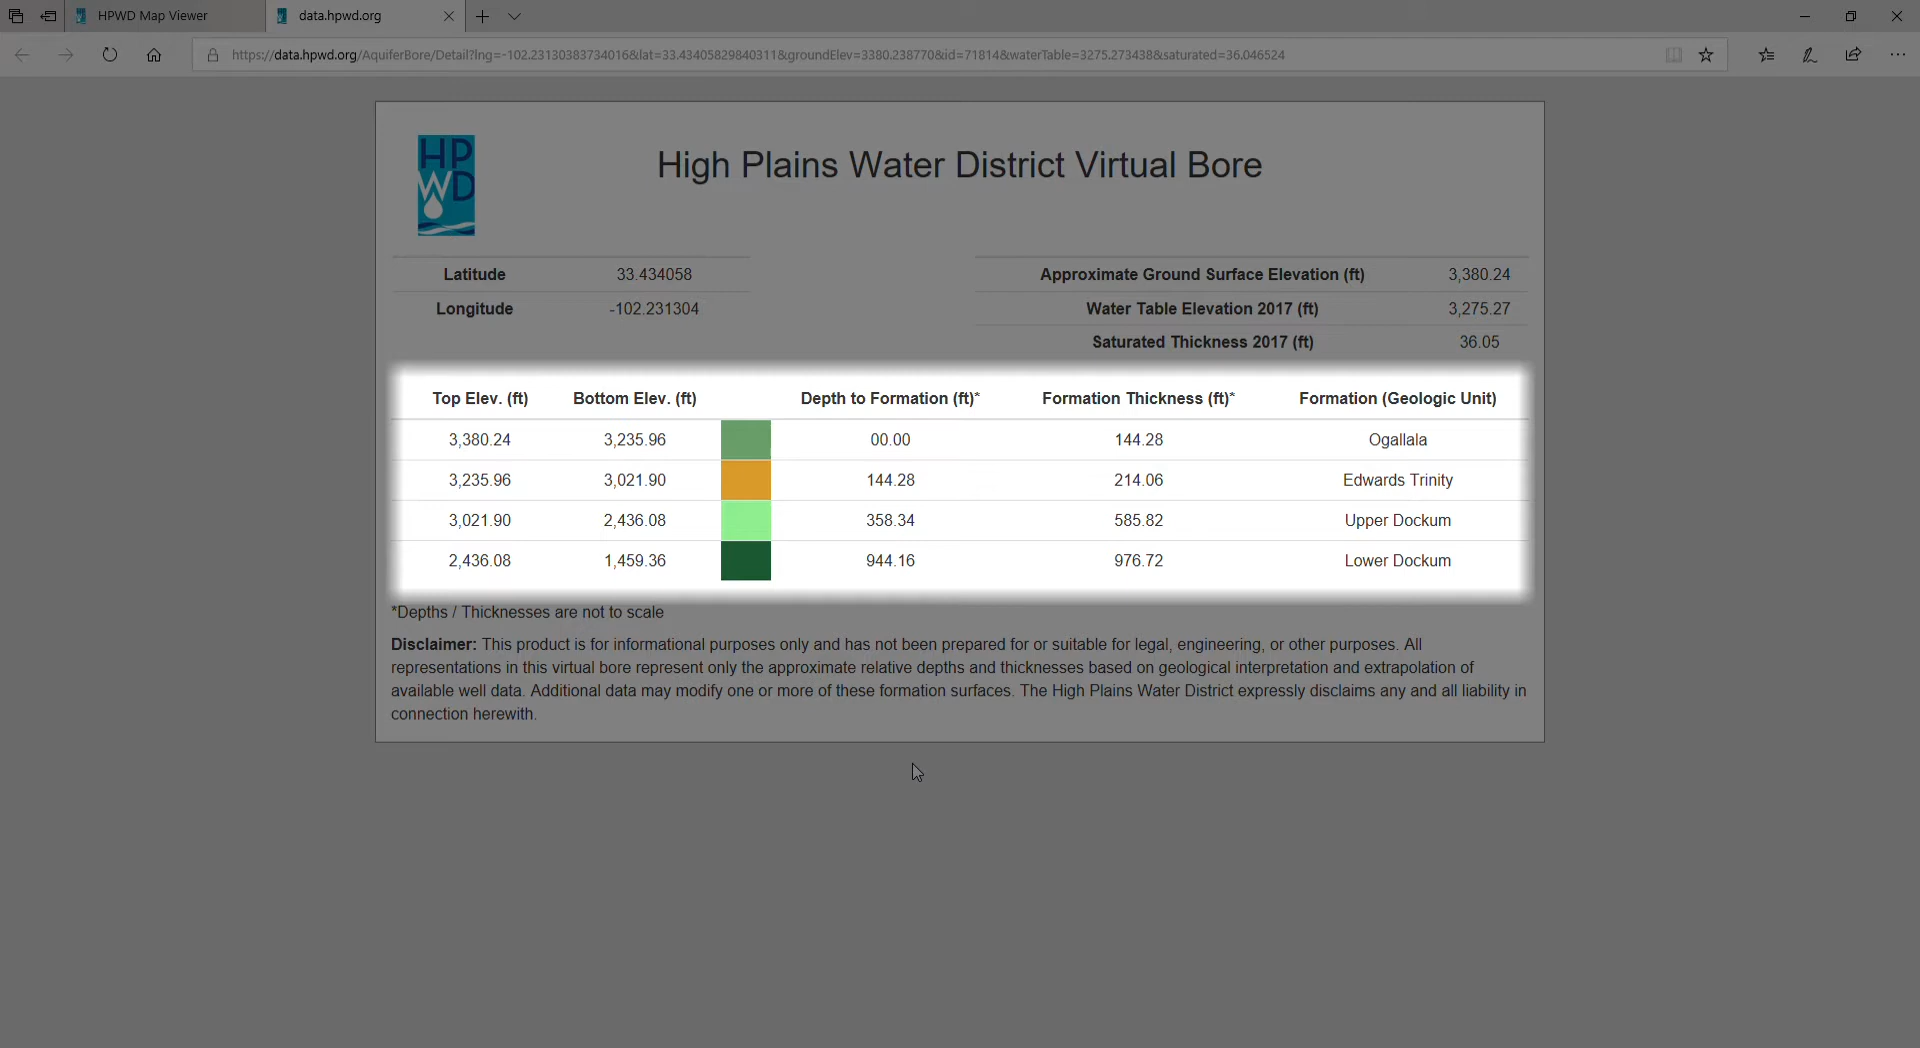 HPWD Map Viewer
data.hpwd.org
https://data.hpwd.org/AquiferBore/Detail?lng=-102.23130383734016&lat=33.434058298403​11&groundElev=3380.238770&id=71814&waterTable=3275.273438&saturated=36.046524
HP
WD
High Plains Water District Virtual Bore
Latitude 33.434058
Longitude -102.231304
Approximate Ground Surface Elevation (ft) 3,380.24
Water Table Elevation 2017 (ft) 3,275.27
Saturated Thickness 2017 (ft) 36.05
Top Elev. (ft) Bottom Elev. (ft) Depth to Formation (ft)* Formation Thickness (ft)* Formation (Geologic Unit)
3,380.24 3,235.96 00.00 144.28 Ogallala
3,235.96 3,021.90 144.28 214.06 Edwards Trinity
3,021.90 2,436.08 358.34 585.82 Upper Dockum
2,436.08 1,459.36 944.16 976.72 Lower Dockum
*Depths / Thicknesses are not to scale
Disclaimer: This product is for informational purposes only and has not been prepared for or suitable for legal, engineering, or other purposes. All
representations in this virtual bore represent only the approximate relative depths and thicknesses based on geological interpretation and extrapolation of
available well data. Additional data may modify one or more of these formation surfaces. The High Plains Water District expressly disclaims any and all liability in
connection herewith.